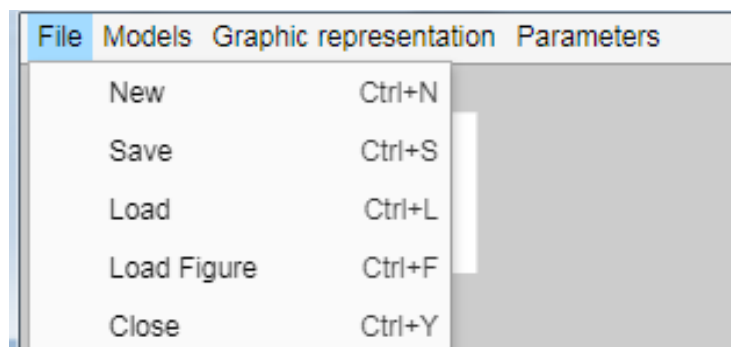 File Models Graphic representation Parameters
New Ctrl+N
Save Ctrl+S
Load Ctrl+L
Load Figure Ctrl+F
Close Ctrl+Y